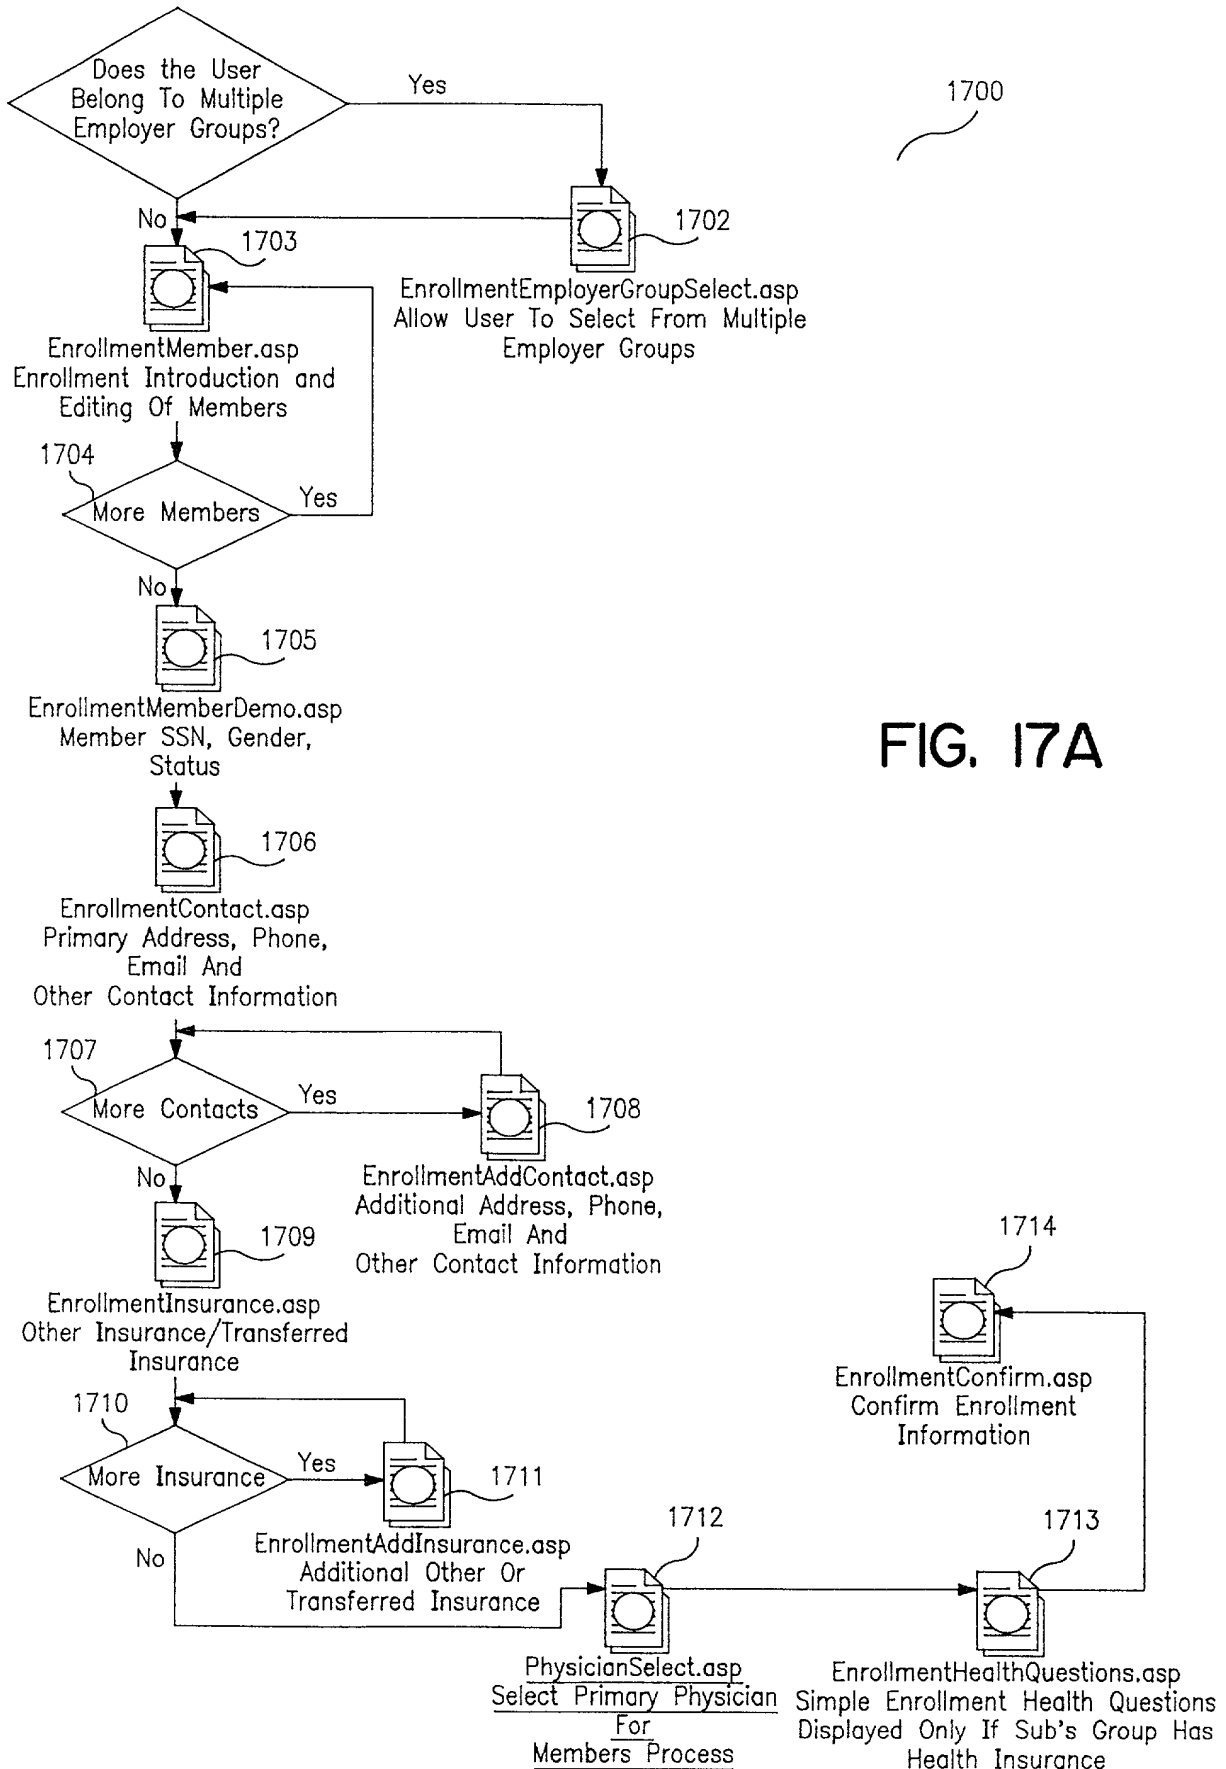 Does the User
Belong To Multiple
Employer Groups?
Yes
1700
No
1702
1703
EnrollmentEmployerGroupSelect.asp
Allow User To Select From Multiple
Employer Groups
EnrollmentMember.asp
Enrollment Introduction and
Editing Of Members
1704
More Members
Yes
No
1705
EnrollmentMemberDemo.asp
Member SSN, Gender,
Status
FIG. 17A
1706
EnrollmentContact.asp
Primary Address, Phone,
Email And
Other Contact Information
1707
More Contacts
Yes
1708
No
EnrollmentAddContact.asp
Additional Address, Phone,
Email And
Other Contact Information
1709
EnrollmentInsurance.asp
Other Insurance/Transferred
Insurance
1714
EnrollmentConfirm.asp
Confirm Enrollment
Information
1710
More Insurance
Yes
1711
No
EnrollmentAddInsurance.asp
Additional Other Or
Transferred Insurance
1712
1713
PhysicianSelect.asp
Select Primary Physician
For
Members Process
EnrollmentHealthQuestions.asp
Simple Enrollment Health Questions
Displayed Only If Sub's Group Has
Health Insurance